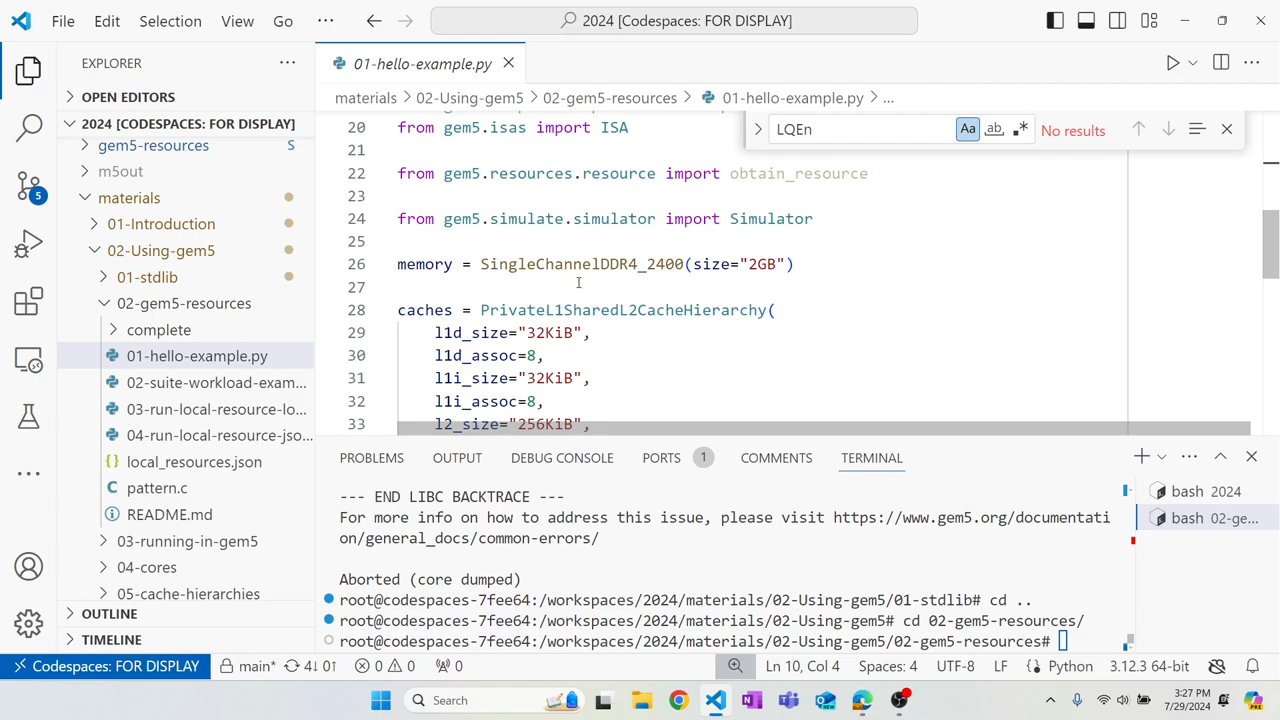 File Edit Selection View Go ··· 2024 [Codespaces: FOR DISPLAY]
EXPLORER ···
OPEN EDITORS
2024 [CODESPACES: FOR DISPLAY]
gem5-resources S
m5out
materials
01-Introduction
02-Using-gem5
01-stdlib
02-gem5-resources
complete
01-hello-example.py
02-suite-workload-exam...
03-run-local-resource-lo...
04-run-local-resource-jso...
local_resources.json
pattern.c
README.md
03-running-in-gem5
04-cores
05-cache-hierarchies
OUTLINE
TIMELINE
5
01-hello-example.py
materials > 02-Using-gem5 > 02-gem5-resources > 01-hello-example.py > ...
LQEn Aa ab No results
20 from gem5.isas import ISA
21
22 from gem5.resources.resource import obtain_resource
23
24 from gem5.simulate.simulator import Simulator
25
26 memory = SingleChannelDDR4_2400(size="2GB")
27
28 caches = PrivateL1SharedL2CacheHierarchy(
29 l1d_size="32KiB",
30 l1d_assoc=8,
31 l1i_size="32KiB",
32 l1i_assoc=8,
33 l2_size="256KiB",
PROBLEMS OUTPUT DEBUG CONSOLE PORTS 1 COMMENTS TERMINAL
--- END LIBC BACKTRACE ---
For more info on how to address this issue, please visit https://www.gem5.org/documentati
on/general_docs/common-errors/
Aborted (core dumped)
root@codespaces-7fee64:/workspaces/2024/materials/02-Using-gem5/01-stdlib# cd ..
root@codespaces-7fee64:/workspaces/2024/materials/02-Using-gem5# cd 02-gem5-resources/
root@codespaces-7fee64:/workspaces/2024/materials/02-Using-gem5/02-gem5-resources#
bash 2024
bash 02-ge...
Codespaces: FOR DISPLAY main* 4↓ 0↑ 0 0 0 Ln 10, Col 4 Spaces: 4 UTF-8 LF Python 3.12.3 64-bit
Search
3:27 PM
7/29/2024